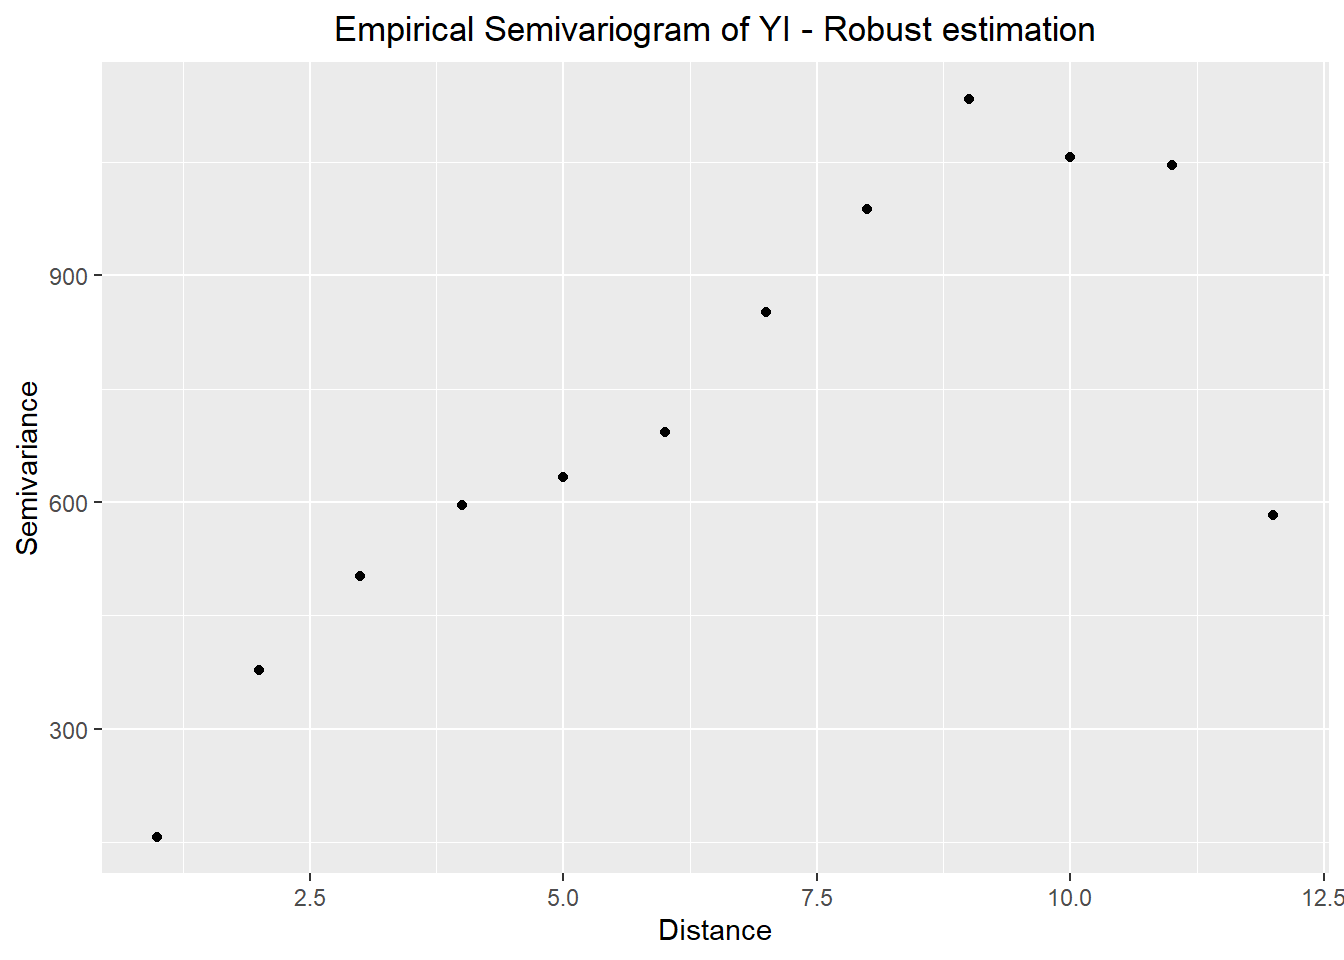 Empirical Semivariogram of YI - Robust estimation
Semivariance
900
600
300
2.5 5.0 7.5 10.0 12.5
Distance